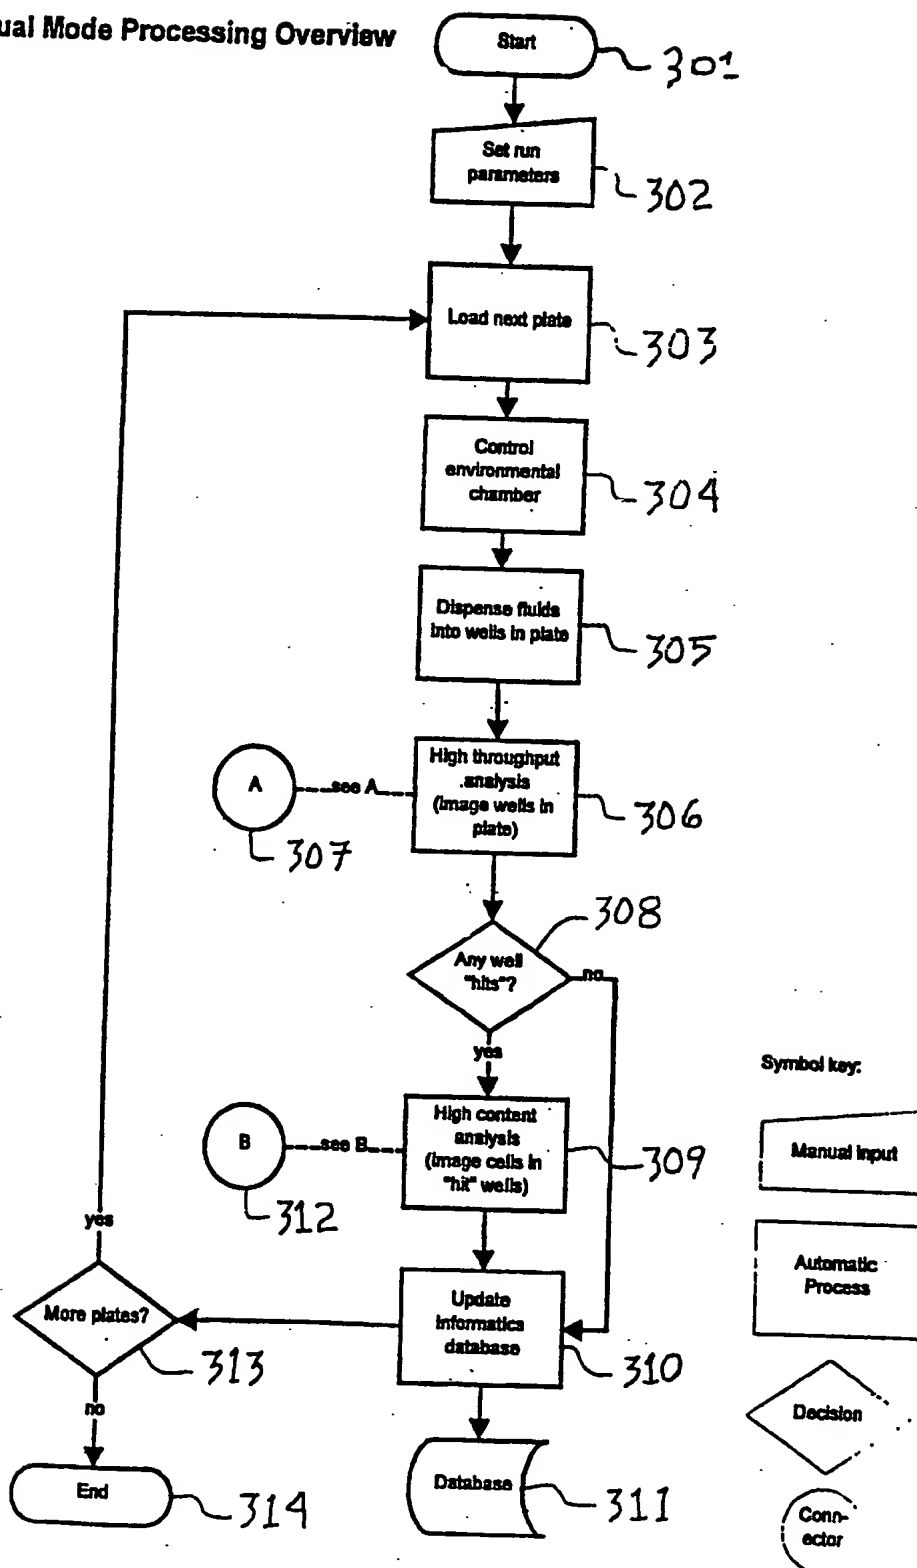 Mode Processing Overview
Start
301
Set run
parameters
302
Load next plate
303
Control
environmental
chamber
304
Dispense fluids
into wells in plate
305
High throughput
analysis
(image wells in
plate)
306
A
see A
307
308
Any well
"hits"?
no
yes
High content
analysis
(image cells in
"hit" wells)
309
B
see B
312
yes
Update
informatics
database
310
More plates?
313
no
End
314
Database
311
Symbol key:
Manual input
Automatic
Process
Decision
Conn-
ector